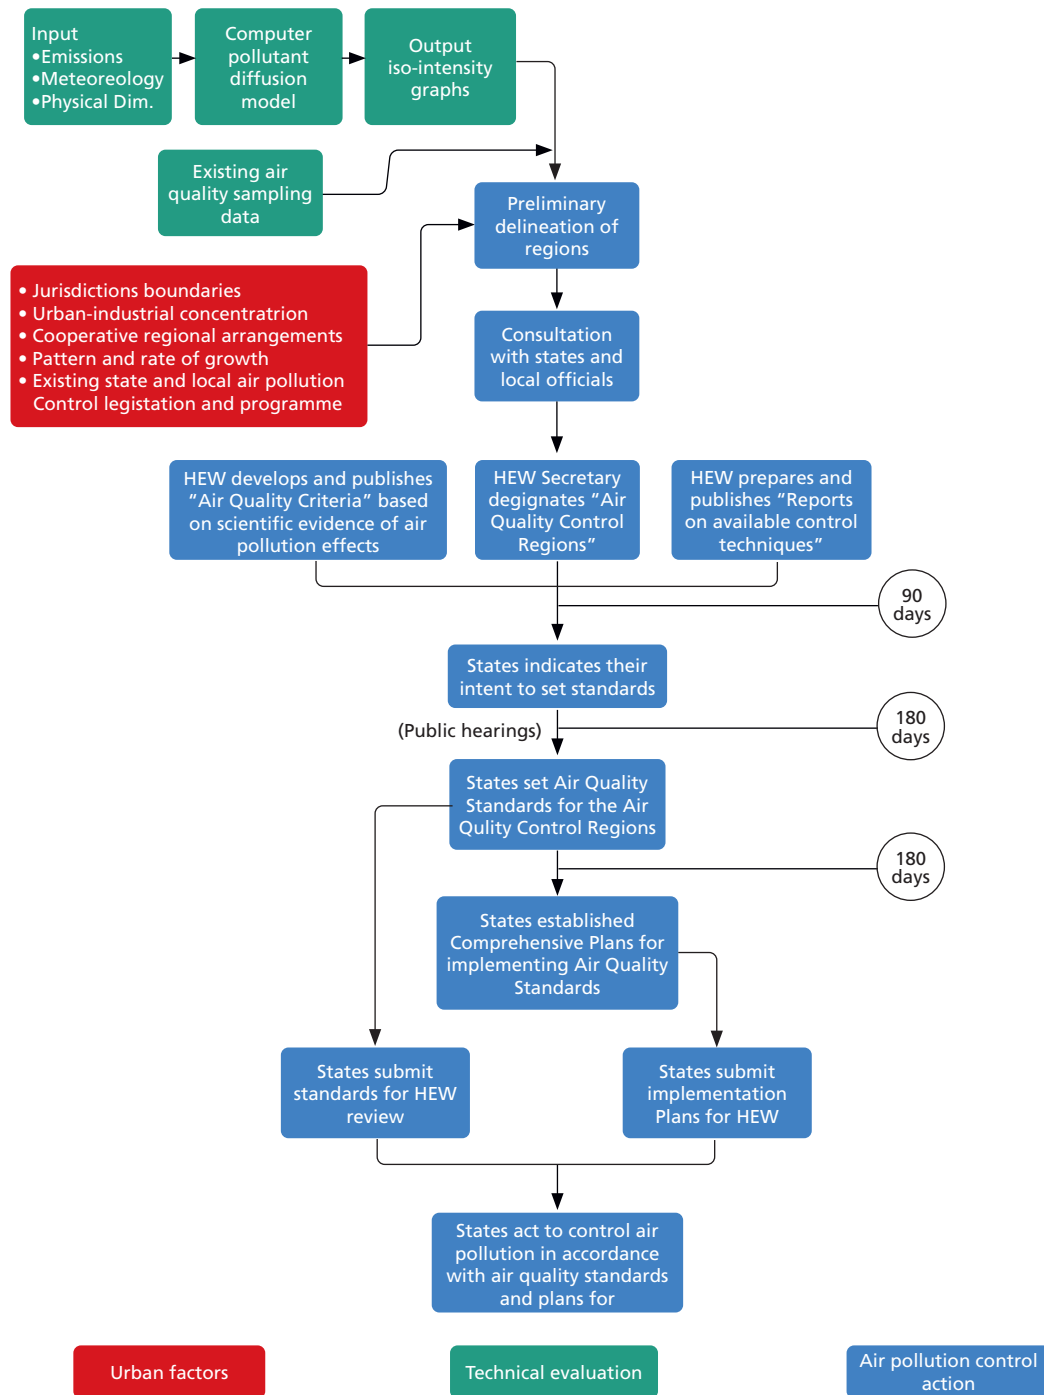 Input
•Emissions
•Meteoreology
•Physical Dim.
Computer
pollutant
diffusion
model
Output
iso-intensity
graphs
Existing air
quality sampling
data
Preliminary
delineation of
regions
• Jurisdictions boundaries
• Urban-industrial concentratrion
• Cooperative regional arrangements
• Pattern and rate of growth
• Existing state and local air pollution
Control legistation and programme
Consultation
with states and
local officials
HEW develops and publishes
“Air Quality Criteria” based
on scientific evidence of air
pollution effects
HEW Secretary
degignates “Air
Quality Control
Regions”
HEW prepares and
publishes “Reports
on available control
techniques”
90
days
States indicates their
intent to set standards
(Public hearings)
180
days
States set Air Quality
Standards for the Air
Qulity Control Regions
180
days
States established
Comprehensive Plans for
implementing Air Quality
Standards
States submit
standards for HEW
review
States submit
implementation
Plans for HEW
States act to control air
pollution in accordance
with air quality standards
and plans for
Urban factors
Technical evaluation
Air pollution control
action